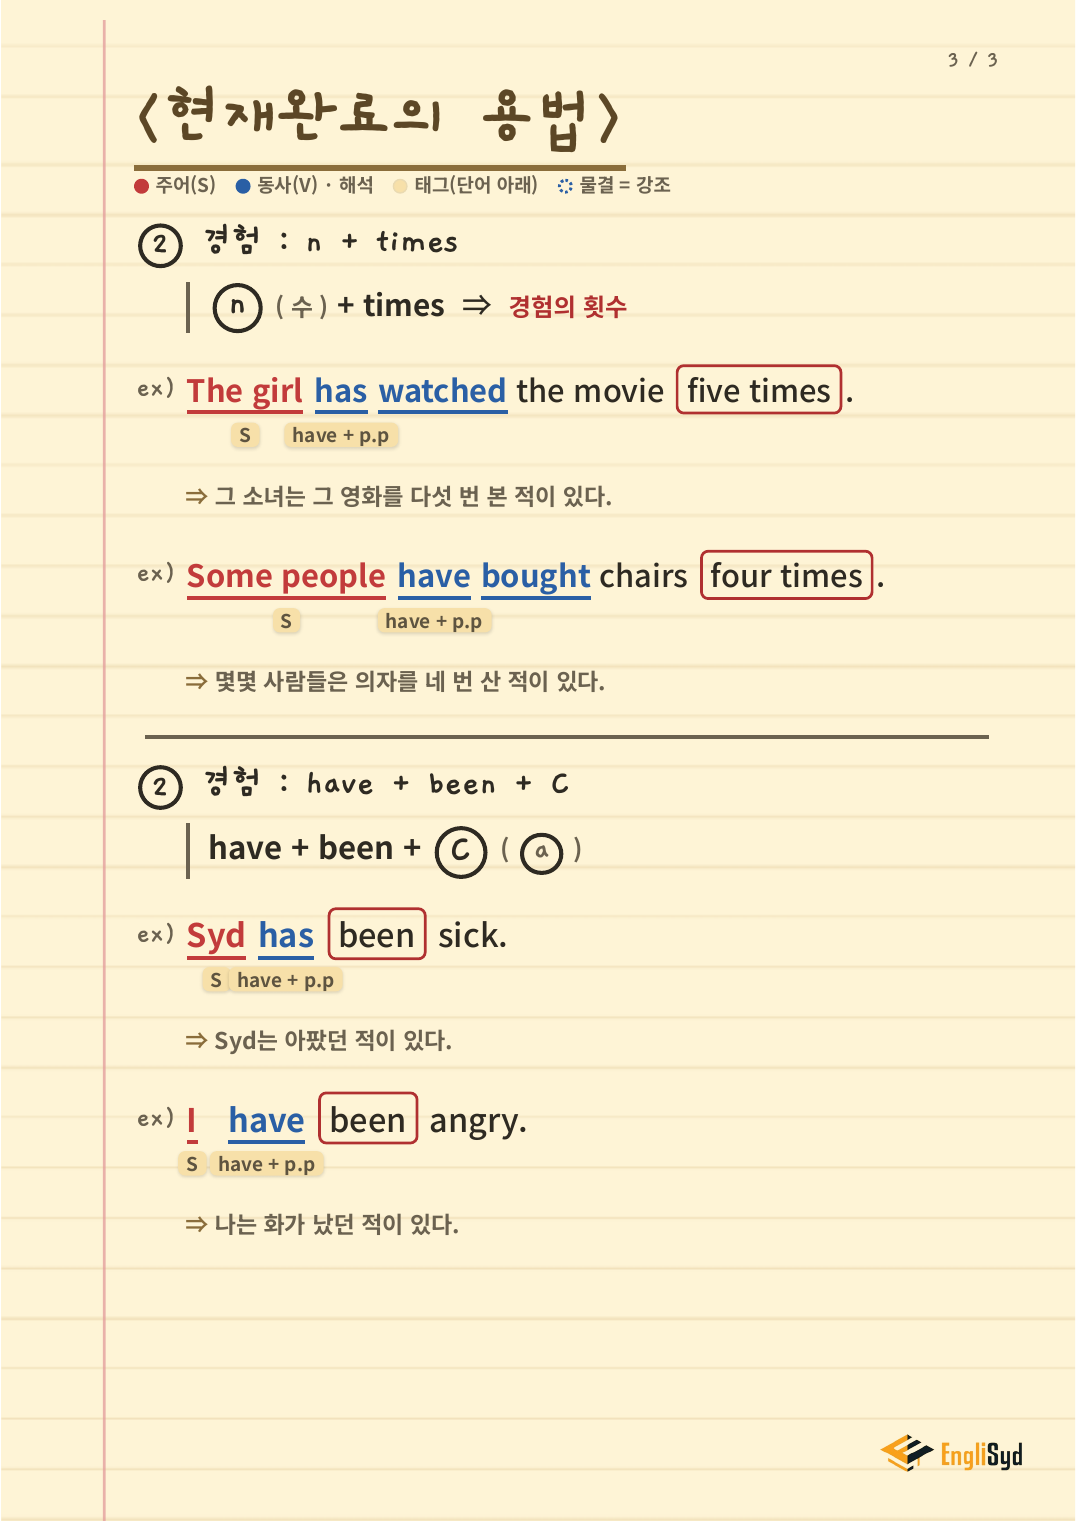 3 / 3
<현재완료의 용법>
주어(S) 동사(V) · 해석 태그(단어 아래) 물결 = 강조
2 경험 : n + times
n ( 수 ) + times ⇒ 경험의 횟수
ex) The girl has watched the movie five times .
S have + p.p
⇒ 그 소녀는 그 영화를 다섯 번 본 적이 있다.
ex) Some people have bought chairs four times .
S have + p.p
⇒ 몇몇 사람들은 의자를 네 번 산 적이 있다.
2 경험 : have + been + C
have + been + C ( a )
ex) Syd has been sick.
S have + p.p
⇒ Syd는 아팠던 적이 있다.
ex) I have been angry.
S have + p.p
⇒ 나는 화가 났던 적이 있다.
EngliSyd